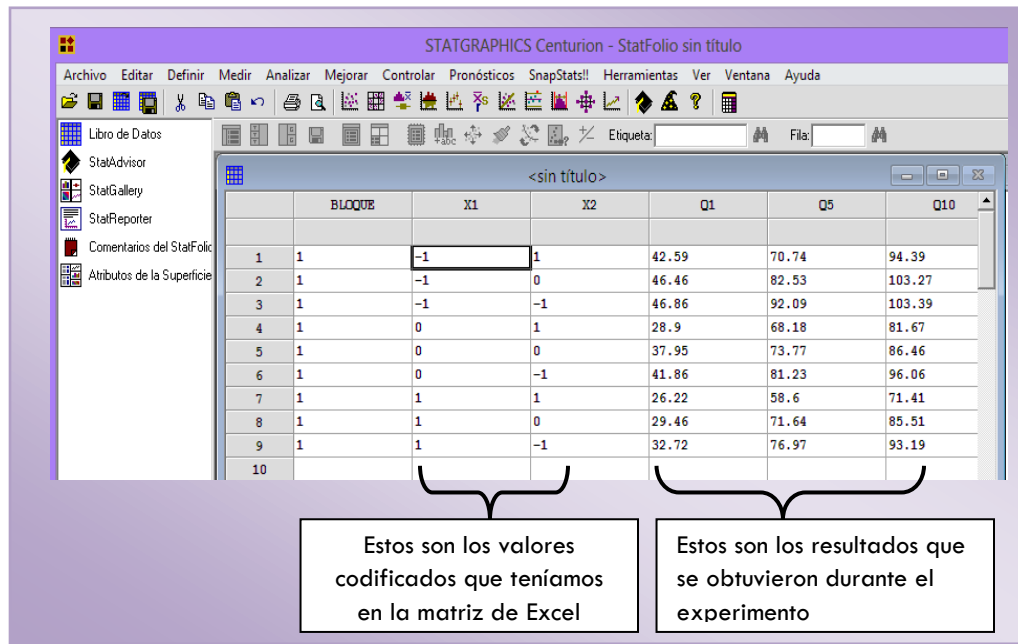 STATGRAPHICS Centurion - StatFolio sin título
Archivo Editar Definir Medir Analizar Mejorar Controlar Pronósticos SnapStats!! Herramientas Ver Ventana Ayuda
Etiqueta: Fila:
Libro de Datos
StatAdvisor
StatGallery
StatReporter
Comentarios del StatFolio
Atributos de la Superficie
<sin título>
BLOQUE X1 X2 Q1 Q5 Q10
1 1 -1 1 42.59 70.74 94.39
2 1 -1 0 46.46 82.53 103.27
3 1 -1 -1 46.86 92.09 103.39
4 1 0 1 28.9 68.18 81.67
5 1 0 0 37.95 73.77 86.46
6 1 0 -1 41.86 81.23 96.06
7 1 1 1 26.22 58.6 71.41
8 1 1 0 29.46 71.64 85.51
9 1 1 -1 32.72 76.97 93.19
10
Estos son los valores
codificados que teníamos
en la matriz de Excel
Estos son los resultados que
se obtuvieron durante el
experimento